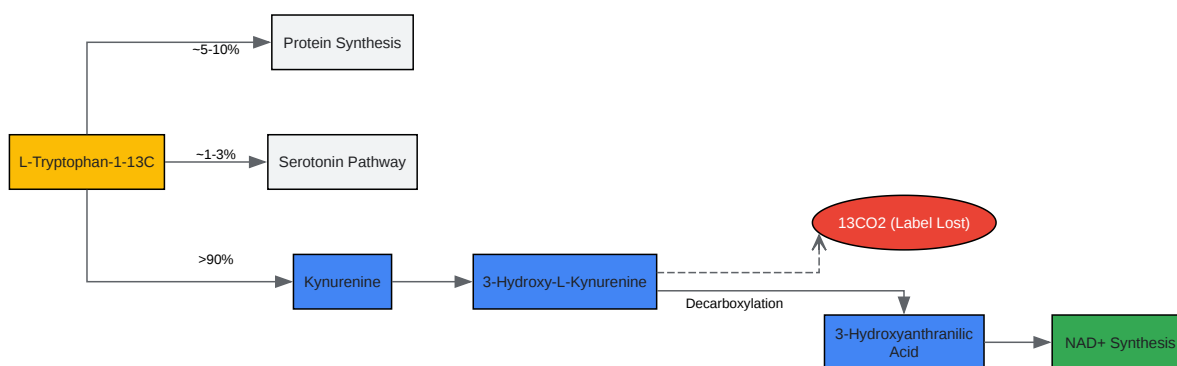 Protein Synthesis
~5-10%
L-Tryptophan-1-13C
~1-3%
Serotonin Pathway
13CO2 (Label Lost)
>90%
Kynurenine
3-Hydroxy-L-Kynurenine
Decarboxylation
3-Hydroxyanthranilic
Acid
NAD+ Synthesis